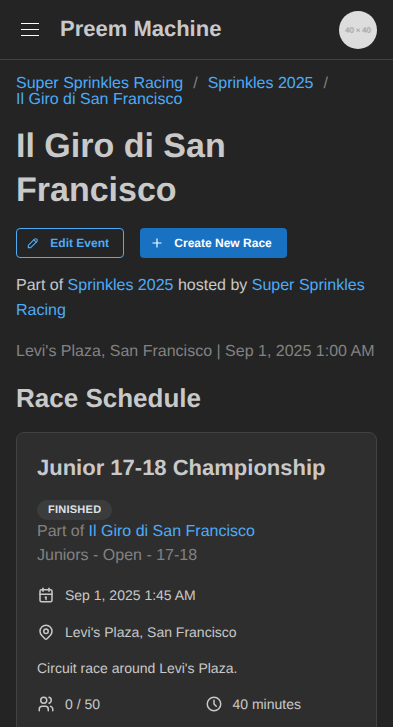 Preem Machine
40 × 40
Super Sprinkles Racing / Sprinkles 2025 /
Il Giro di San Francisco
Il Giro di San
Francisco
Edit Event
Create New Race
Part of Sprinkles 2025 hosted by Super Sprinkles
Racing
Levi's Plaza, San Francisco | Sep 1, 2025 1:00 AM
Race Schedule
Junior 17-18 Championship
FINISHED
Part of Il Giro di San Francisco
Juniors - Open - 17-18
Sep 1, 2025 1:45 AM
Levi's Plaza, San Francisco
Circuit race around Levi's Plaza.
0 / 50
40 minutes